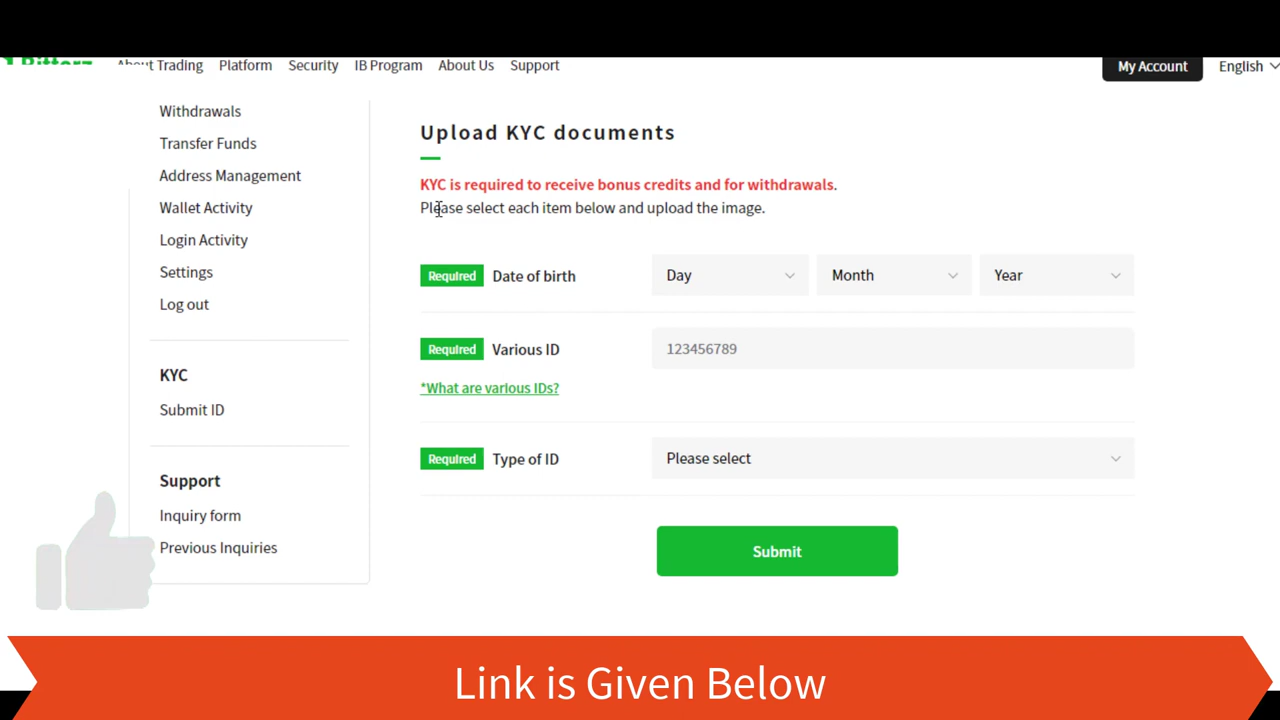 Bitterz About Trading Platform Security IB Program About Us Support My Account English
Withdrawals
Transfer Funds
Address Management
Wallet Activity
Login Activity
Settings
Log out
KYC
Submit ID
Support
Inquiry form
Previous Inquiries
Upload KYC documents
KYC is required to receive bonus credits and for withdrawals.
Please select each item below and upload the image.
Required Date of birth Day Month Year
Required Various ID 123456789
*What are various IDs?
Required Type of ID Please select
Submit
Link is Given Below